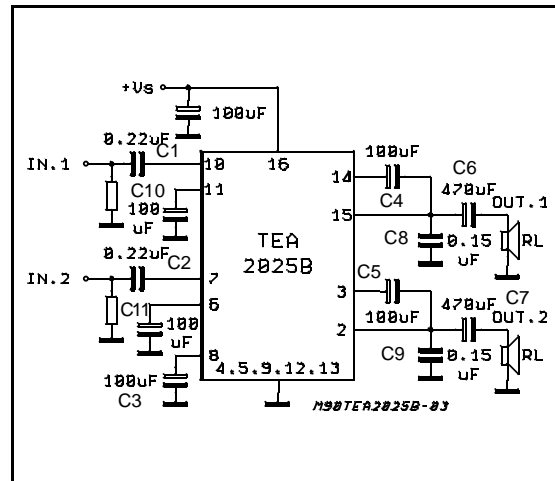 +Vs
100uF
0.22uF
C1
IN.1
10
16
C10
11
100
uF
14
100uF
C4
C6
470uF
OUT.1
15
C8
0.15
uF
RL
TEA
2025B
0.22uF
C2
IN.2
7
C11
6
100
uF
3
C5
100uF
470uF
C7
OUT.2
2
C9
0.15
uF
RL
8
100uF
C3
4.5.9.12.13
M90TEA2025B-03